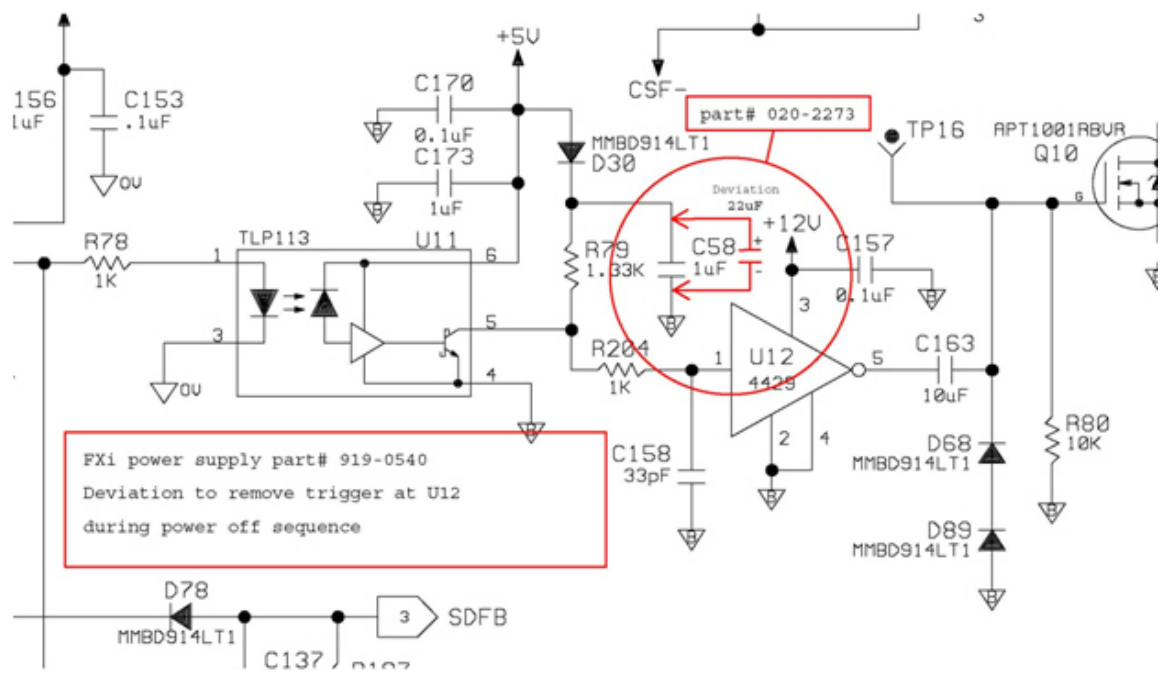 3
+5V
CSF-
C170
0.1uF
156
1uF
C153
.1uF
0V
part# 020-2273
TP16
APT1001RBVR
Q10
MMBD914LT1
D30
C173
1uF
Deviation
22uF
+12V
G
R78
1K
TLP113
U11
1
6
R79
1.33K
C58
1uF
+
-
C157
0.1uF
3
3
5
R204
1K
1
U12
4429
5
C163
10uF
0V
4
2
4
R80
10K
FXi power supply part# 919-0540
Deviation to remove trigger at U12
during power off sequence
C158
33pF
D68
MMBD914LT1
D89
MMBD914LT1
B
D78
MMBD914LT1
3
SDFB
C137